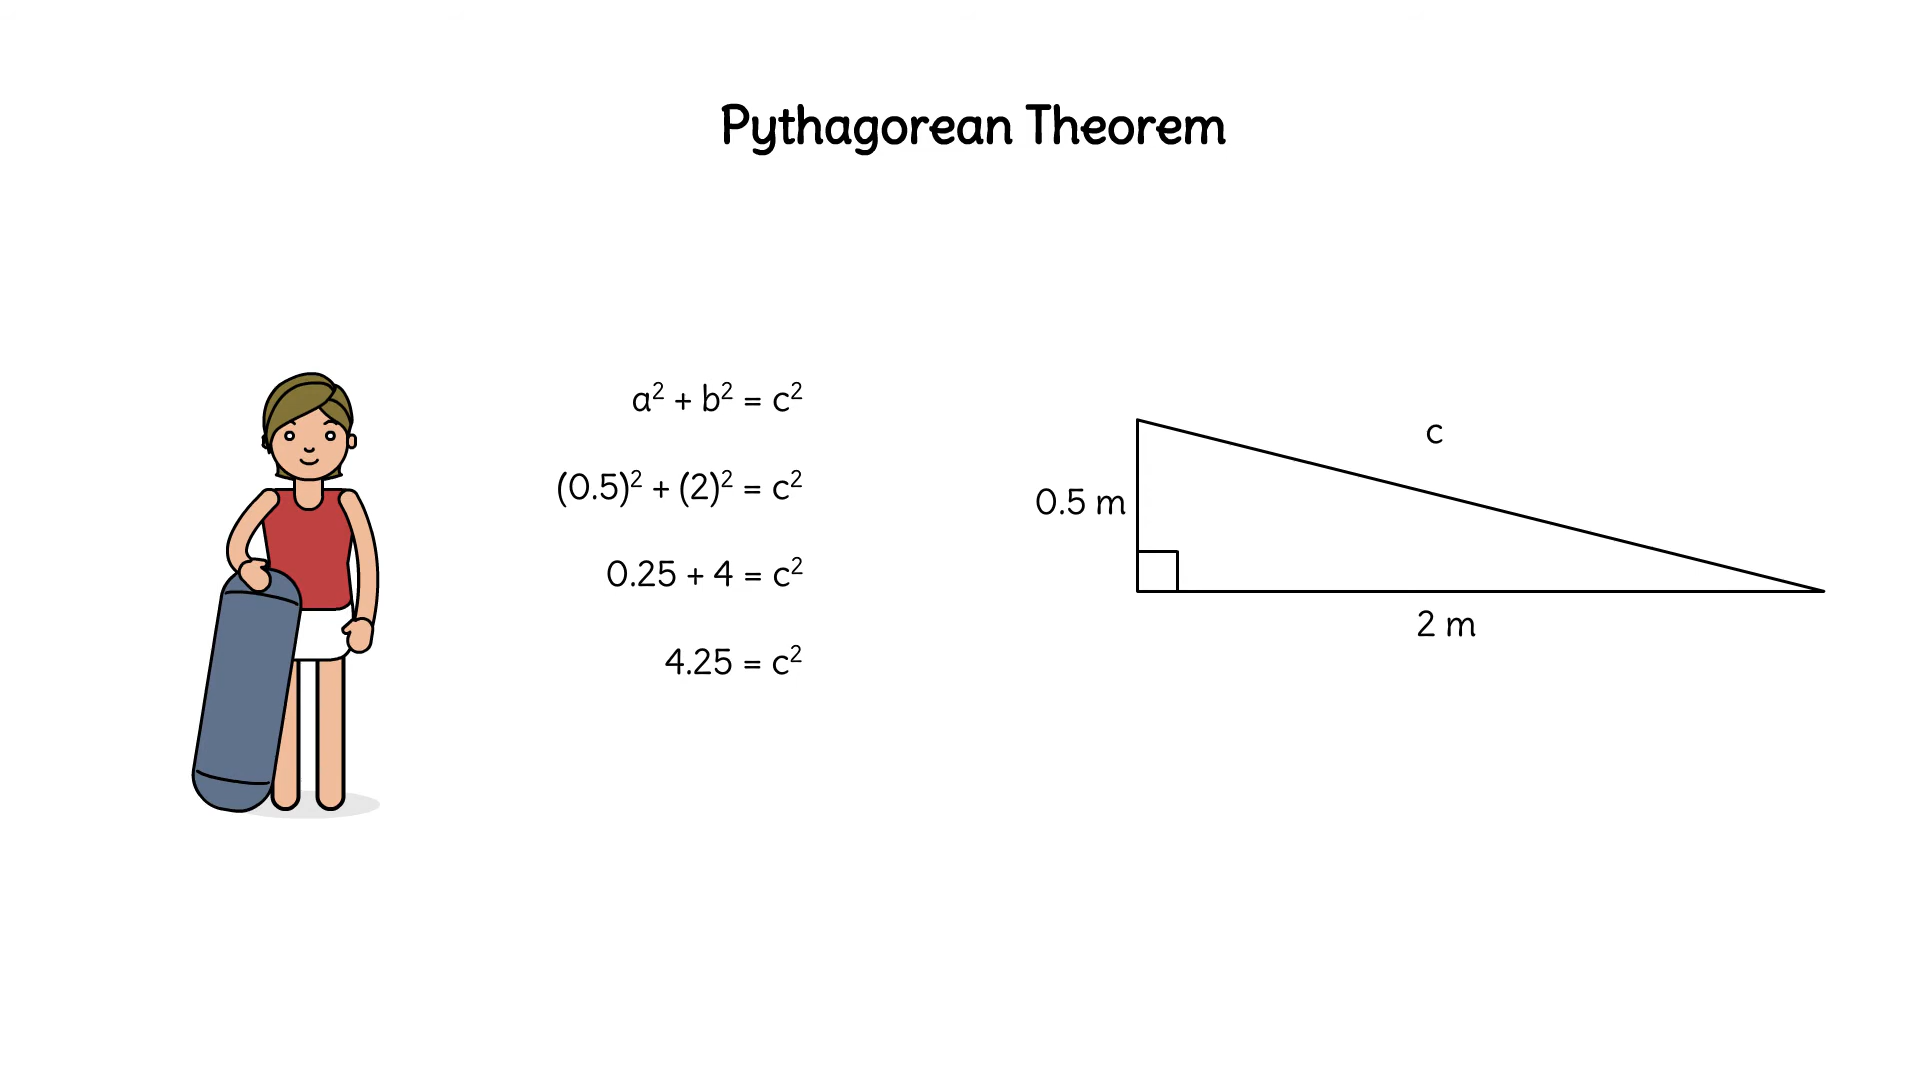 Pythagorean Theorem
a² + b² = c²
(0.5)² + (2)² = c²
0.25 + 4 = c²
4.25 = c²
c
0.5 m
2 m